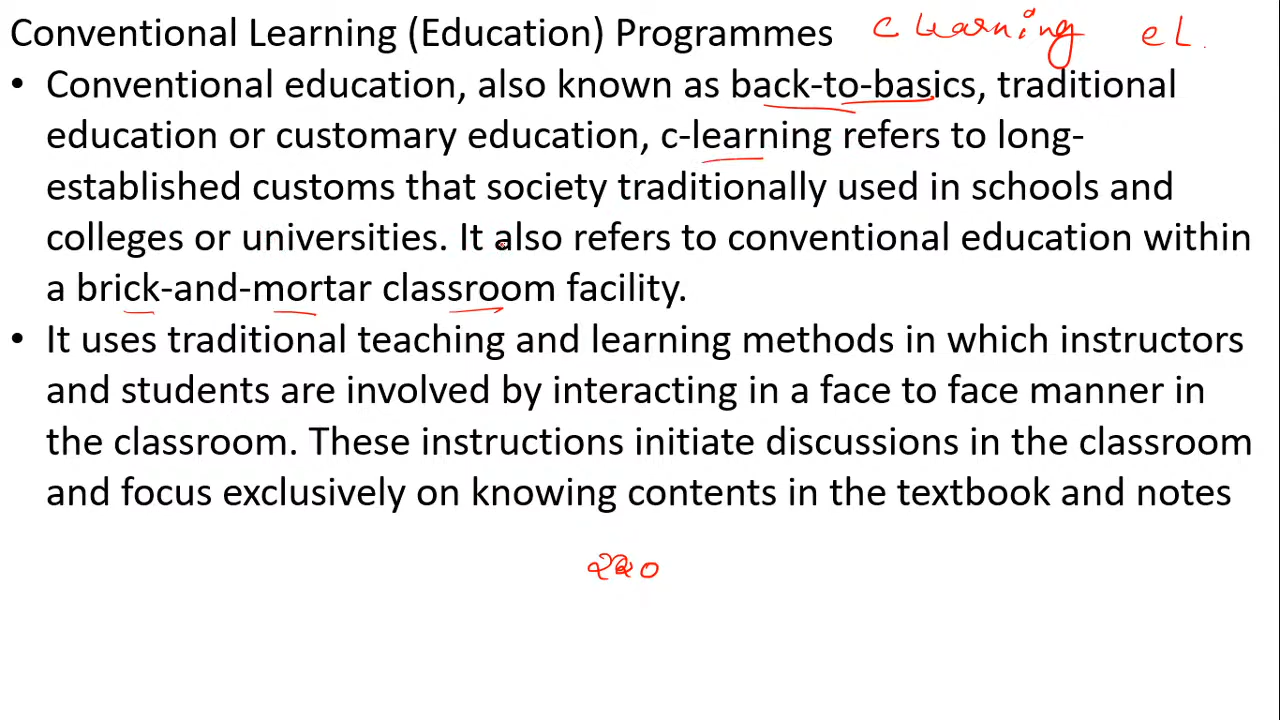 Conventional Learning (Education) Programmes c Learning eL
• Conventional education, also known as back-to-basics, traditional
education or customary education, c-learning refers to long-
established customs that society traditionally used in schools and
colleges or universities. It also refers to conventional education within
a brick-and-mortar classroom facility.
• It uses traditional teaching and learning methods in which instructors
and students are involved by interacting in a face to face manner in
the classroom. These instructions initiate discussions in the classroom
and focus exclusively on knowing contents in the textbook and notes